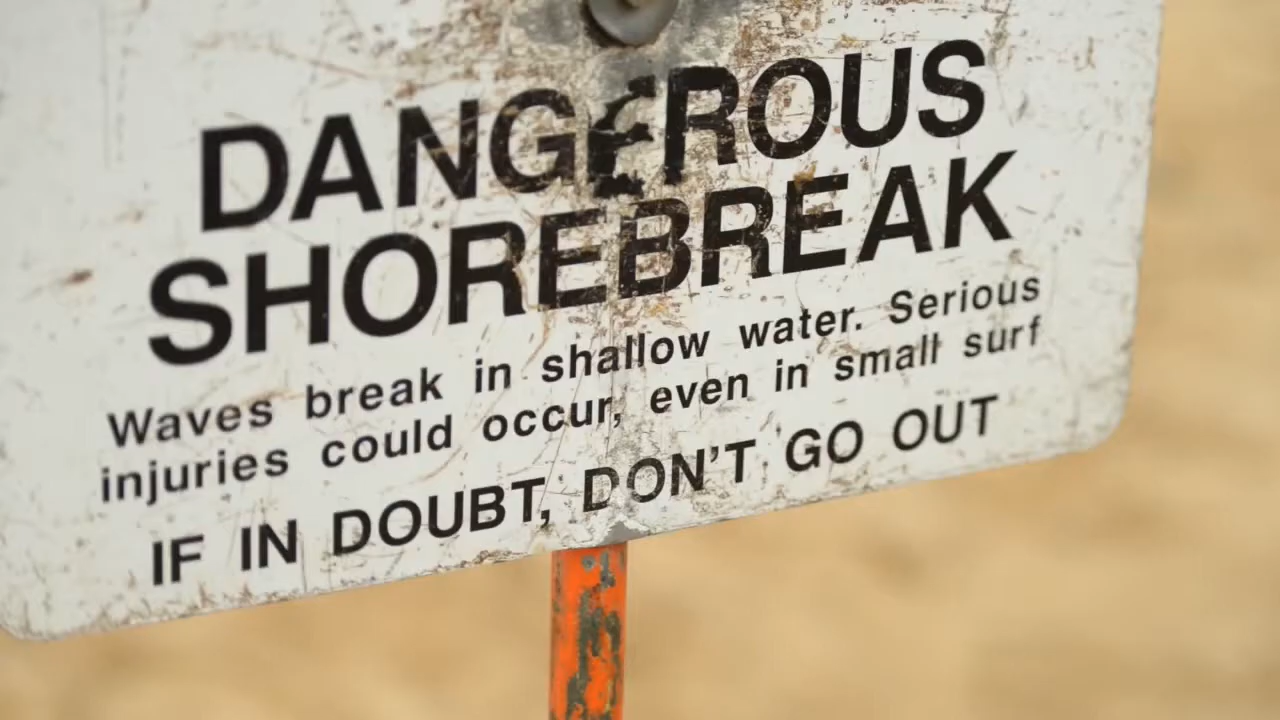 DANGEROUS
SHOREBREAK
Waves break in shallow water. Serious
injuries could occur, even in small surf
IF IN DOUBT, DON'T GO OUT